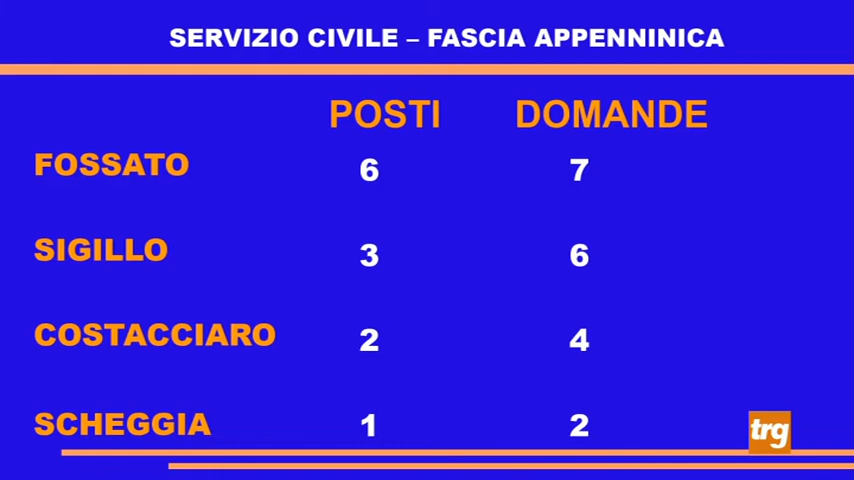 SERVIZIO CIVILE – FASCIA APPENNINICA
POSTI DOMANDE
FOSSATO 6 7
SIGILLO 3 6
COSTACCIARO 2 4
SCHEGGIA 1 2
trg